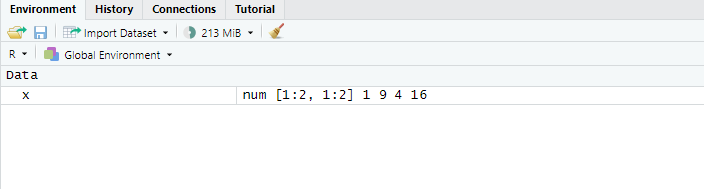 Environment History Connections Tutorial
Import Dataset 213 MiB
R Global Environment
Data
x num [1:2, 1:2] 1 9 4 16